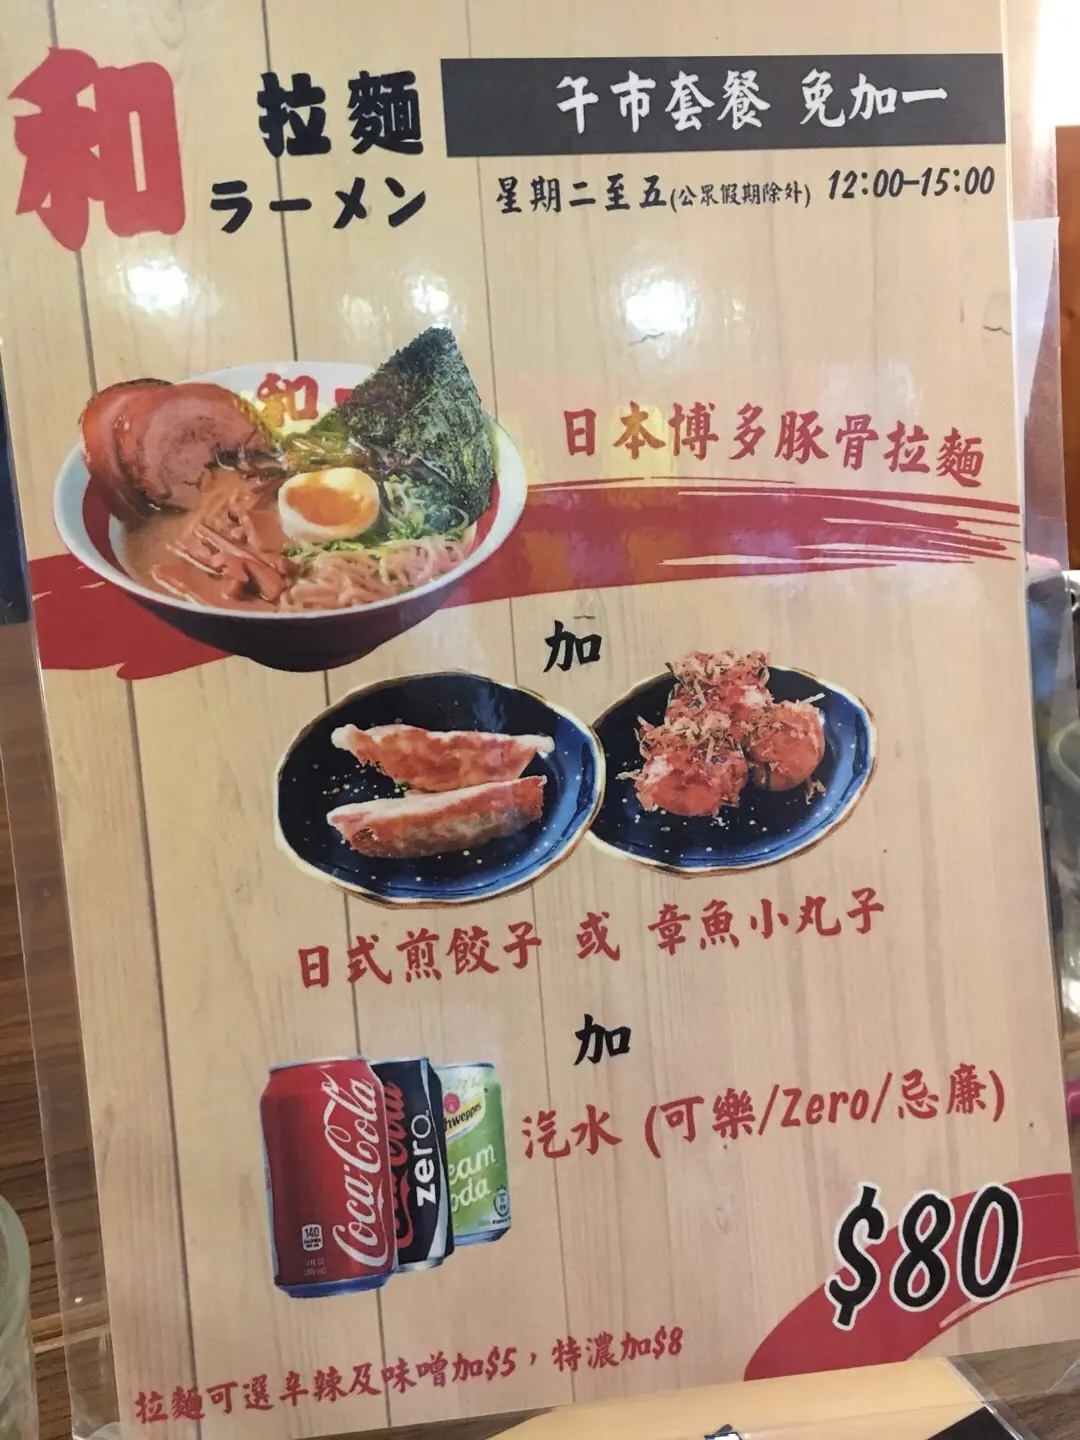 和 拉麵
ラーメン
午市套餐 免加一
星期二至五(公眾假期除外) 12:00-15:00
和
日本博多豚骨拉麵
加
日式煎餃子 或 章魚小丸子
加
Coca-Cola
zero
汽水 (可樂/Zero/忌廉)
140
$80
拉麵可選辛辣及味噌加$5，特濃加$8